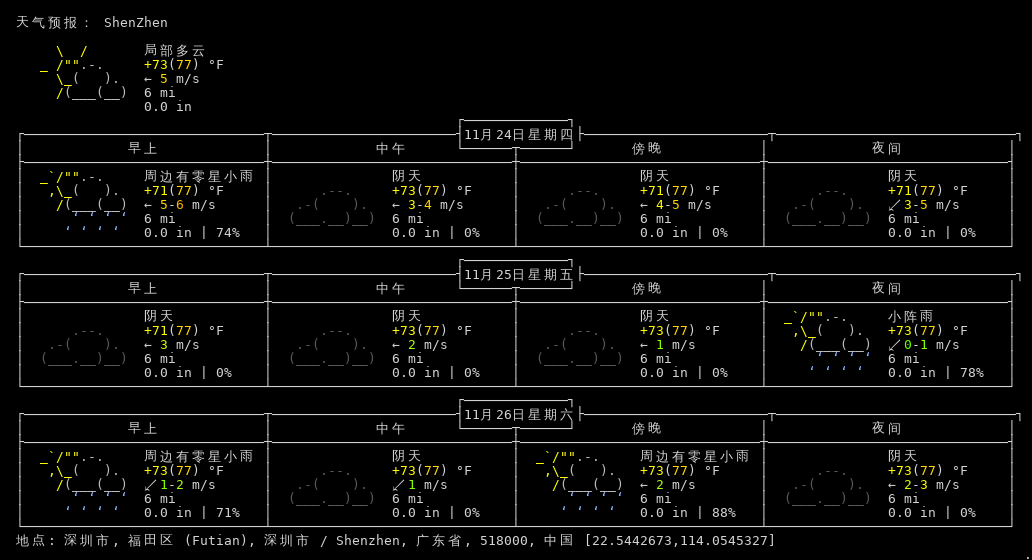 天气预报： ShenZhen
局部多云
+73(77) °F
← 5 m/s
6 mi
0.0 in
11月24日星期四
早上 中午 傍晚 夜间
周边有零星小雨 阴天 阴天 阴天
+71(77) °F +73(77) °F +71(77) °F +71(77) °F
← 5-6 m/s ← 3-4 m/s ← 4-5 m/s ↙ 3-5 m/s
6 mi 6 mi 6 mi 6 mi
0.0 in | 74% 0.0 in | 0% 0.0 in | 0% 0.0 in | 0%
11月25日星期五
早上 中午 傍晚 夜间
阴天 阴天 阴天 小阵雨
+71(77) °F +73(77) °F +73(77) °F +73(77) °F
← 3 m/s ← 2 m/s ← 1 m/s ↙ 0-1 m/s
6 mi 6 mi 6 mi 6 mi
0.0 in | 0% 0.0 in | 0% 0.0 in | 0% 0.0 in | 78%
11月26日星期六
早上 中午 傍晚 夜间
周边有零星小雨 阴天 周边有零星小雨 阴天
+73(77) °F +73(77) °F +73(77) °F +73(77) °F
↙ 1-2 m/s ↙ 1 m/s ← 2 m/s ← 2-3 m/s
6 mi 6 mi 6 mi 6 mi
0.0 in | 71% 0.0 in | 0% 0.0 in | 88% 0.0 in | 0%
地点: 深圳市, 福田区 (Futian), 深圳市 / Shenzhen, 广东省, 518000, 中国 [22.5442673,114.0545327]